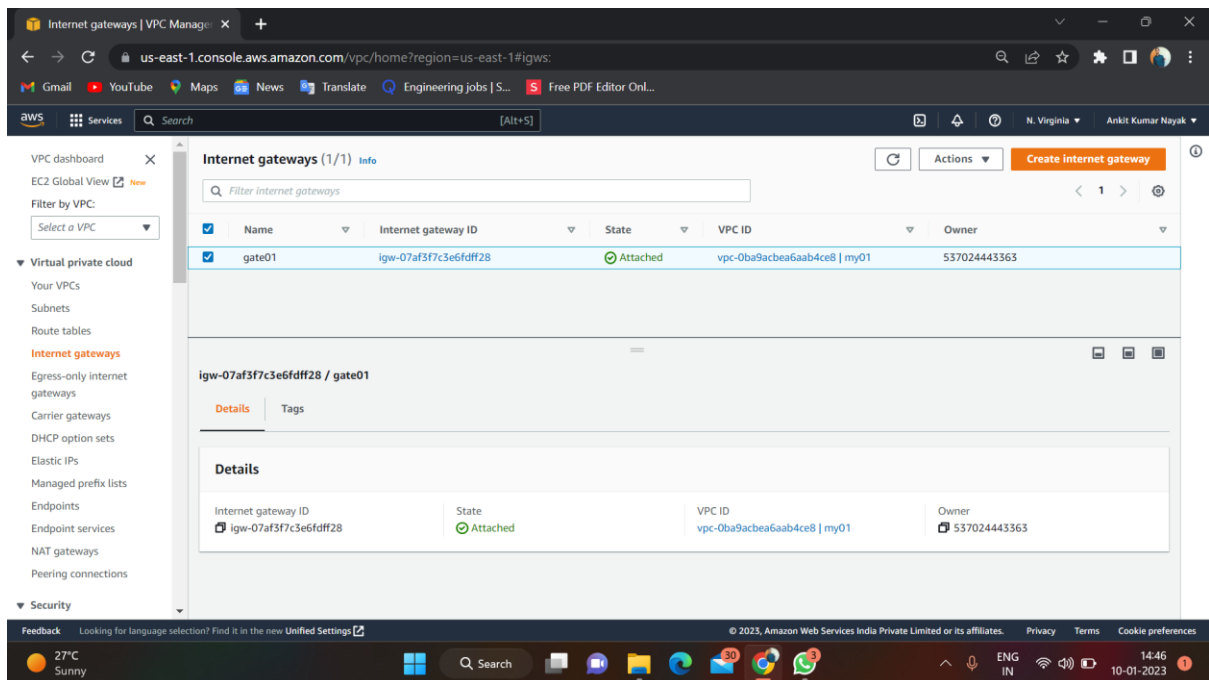 Internet gateways | VPC Manage
us-east-1.console.aws.amazon.com/vpc/home?region=us-east-1#igws:
Gmail YouTube Maps GE News Translate Engineering jobs | S... S Free PDF Editor Onl...
aws Services Search [Alt+S] N. Virginia Ankit Kumar Nayak
VPC dashboard
EC2 Global View New
Filter by VPC:
Select a VPC
Virtual private cloud
Your VPCs
Subnets
Route tables
Internet gateways
Egress-only internet
gateways
Carrier gateways
DHCP option sets
Elastic IPs
Managed prefix lists
Endpoints
Endpoint services
NAT gateways
Peering connections
Security
Internet gateways (1/1) Info
Actions Create internet gateway
Filter internet gateways
1
Name Internet gateway ID State VPC ID Owner
gate01 igw-07af3f7c3e6fdff28 Attached vpc-0ba9acbea6aab4ce8 | my01 537024443363
igw-07af3f7c3e6fdff28 / gate01
Details Tags
Details
Internet gateway ID State VPC ID Owner
igw-07af3f7c3e6fdff28 Attached vpc-0ba9acbea6aab4ce8 | my01 537024443363
Feedback Looking for language selection? Find it in the new Unified Settings © 2023, Amazon Web Services India Private Limited or its affiliates. Privacy Terms Cookie preferences
27°C
Sunny
Search
30
3
ENG
IN
14:46
10-01-2023
1